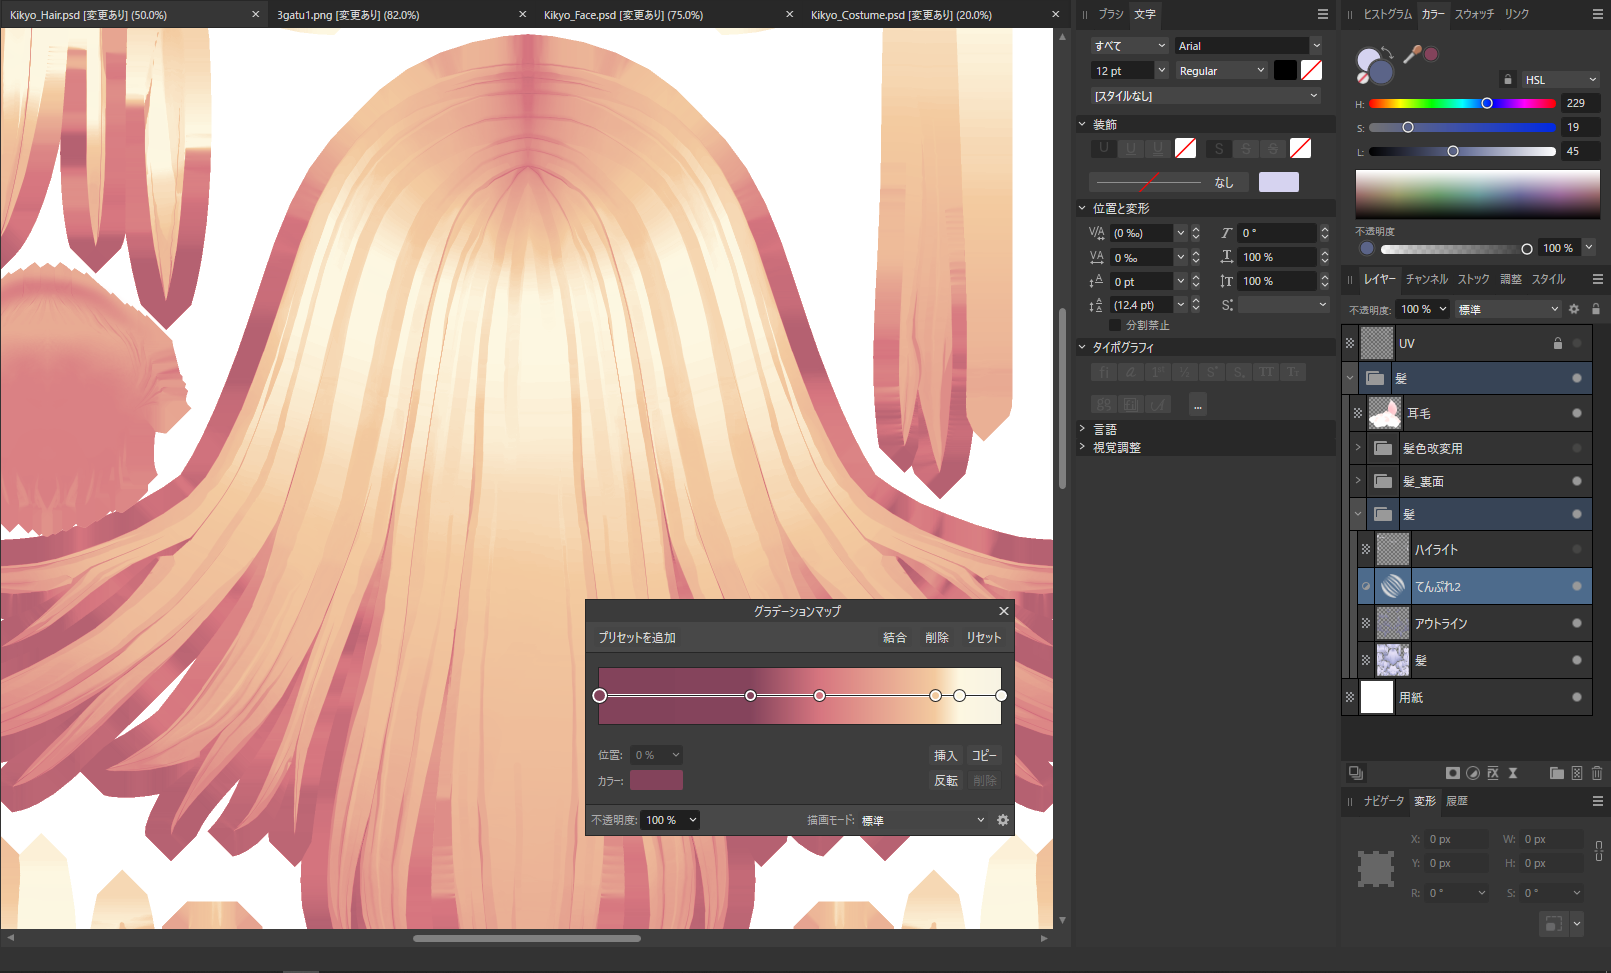 Kikyo_Hair.psd [変更あり] (50.0%)
3gatu1.png [変更あり] (82.0%)
Kikyo_Face.psd [変更あり] (75.0%)
Kikyo_Costume.psd [変更あり] (20.0%)
ブラシ 文字
すべて Arial
12 pt Regular
[スタイルなし]
装飾
U U U S S S
なし
位置と変形
(0 ‰) 0 °
0 ‰ 100 %
0 pt 100 %
(12.4 pt)
分割禁止
タイポグラフィ
...
言語
視覚調整
ヒストグラム カラー スウォッチ リンク
HSL
H: 229
S: 19
L: 45
不透明度
100 %
レイヤー チャンネル ストック 調整 スタイル
不透明度: 100 % 標準
UV
髪
耳毛
髪色改変用
髪_裏面
髪
ハイライト
てんぷれ2
アウトライン
髪
用紙
ナビゲータ 変形 履歴
X: 0 px W: 0 px
Y: 0 px H: 0 px
R: 0 ° S: 0 °
グラデーションマップ
プリセットを追加 結合 削除 リセット
位置: 0 % 挿入 コピー
カラー: 反転 削除
不透明度: 100 % 描画モード: 標準